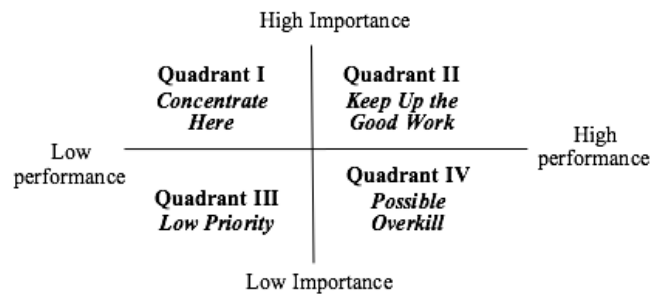 High Importance
Quadrant I
Concentrate
Here
Quadrant II
Keep Up the
Good Work
Low
performance
High
performance
Quadrant III
Low Priority
Quadrant IV
Possible
Overkill
Low Importance